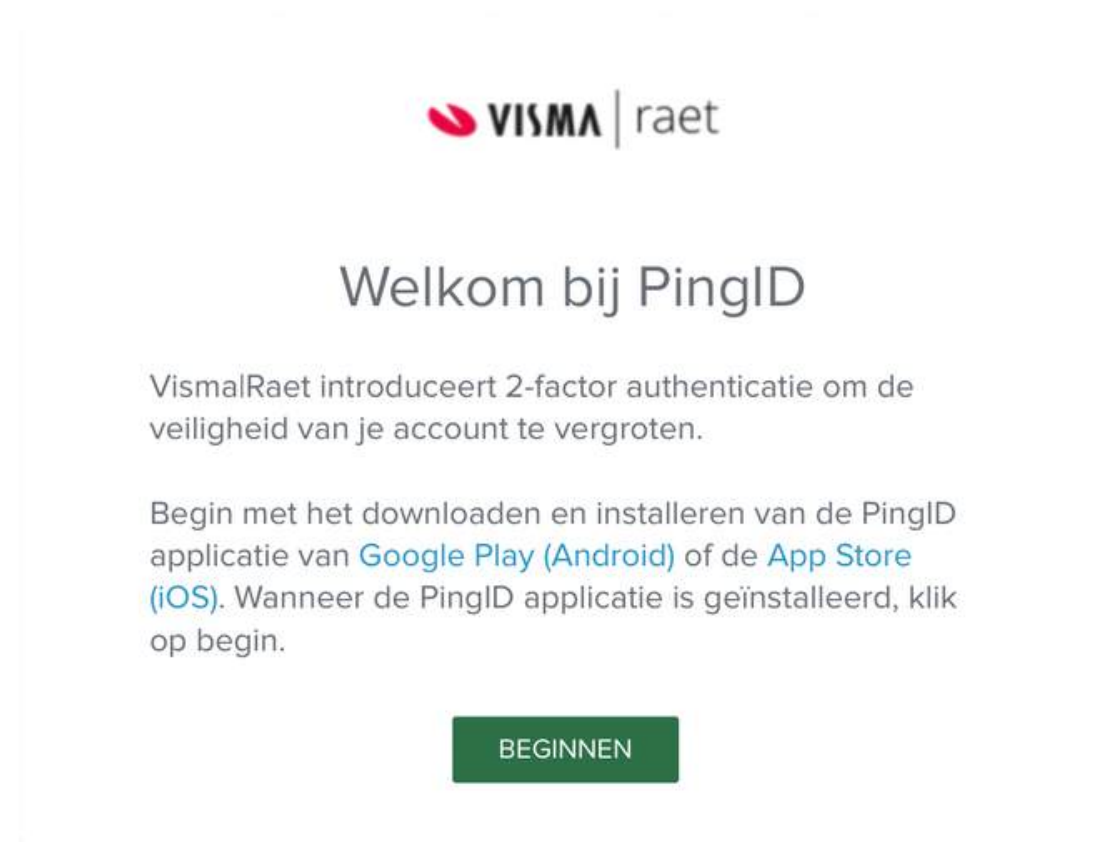 VISMA | raet
Welkom bij PingID
Visma|Raet introduceert 2-factor authenticatie om de
veiligheid van je account te vergroten.
Begin met het downloaden en installeren van de PingID
applicatie van Google Play (Android) of de App Store
(iOS). Wanneer de PingID applicatie is geïnstalleerd, klik
op begin.
BEGINNEN